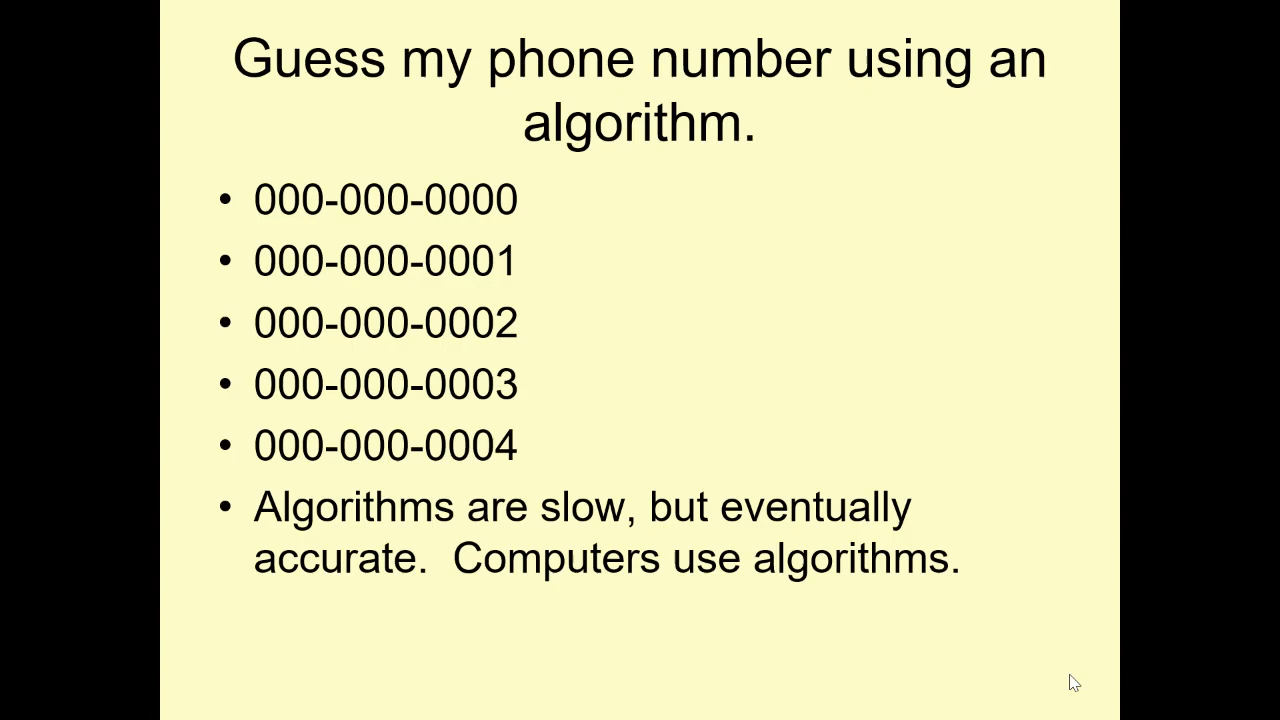 Guess my phone number using an
algorithm.
• 000-000-0000
• 000-000-0001
• 000-000-0002
• 000-000-0003
• 000-000-0004
• Algorithms are slow, but eventually
accurate.  Computers use algorithms.